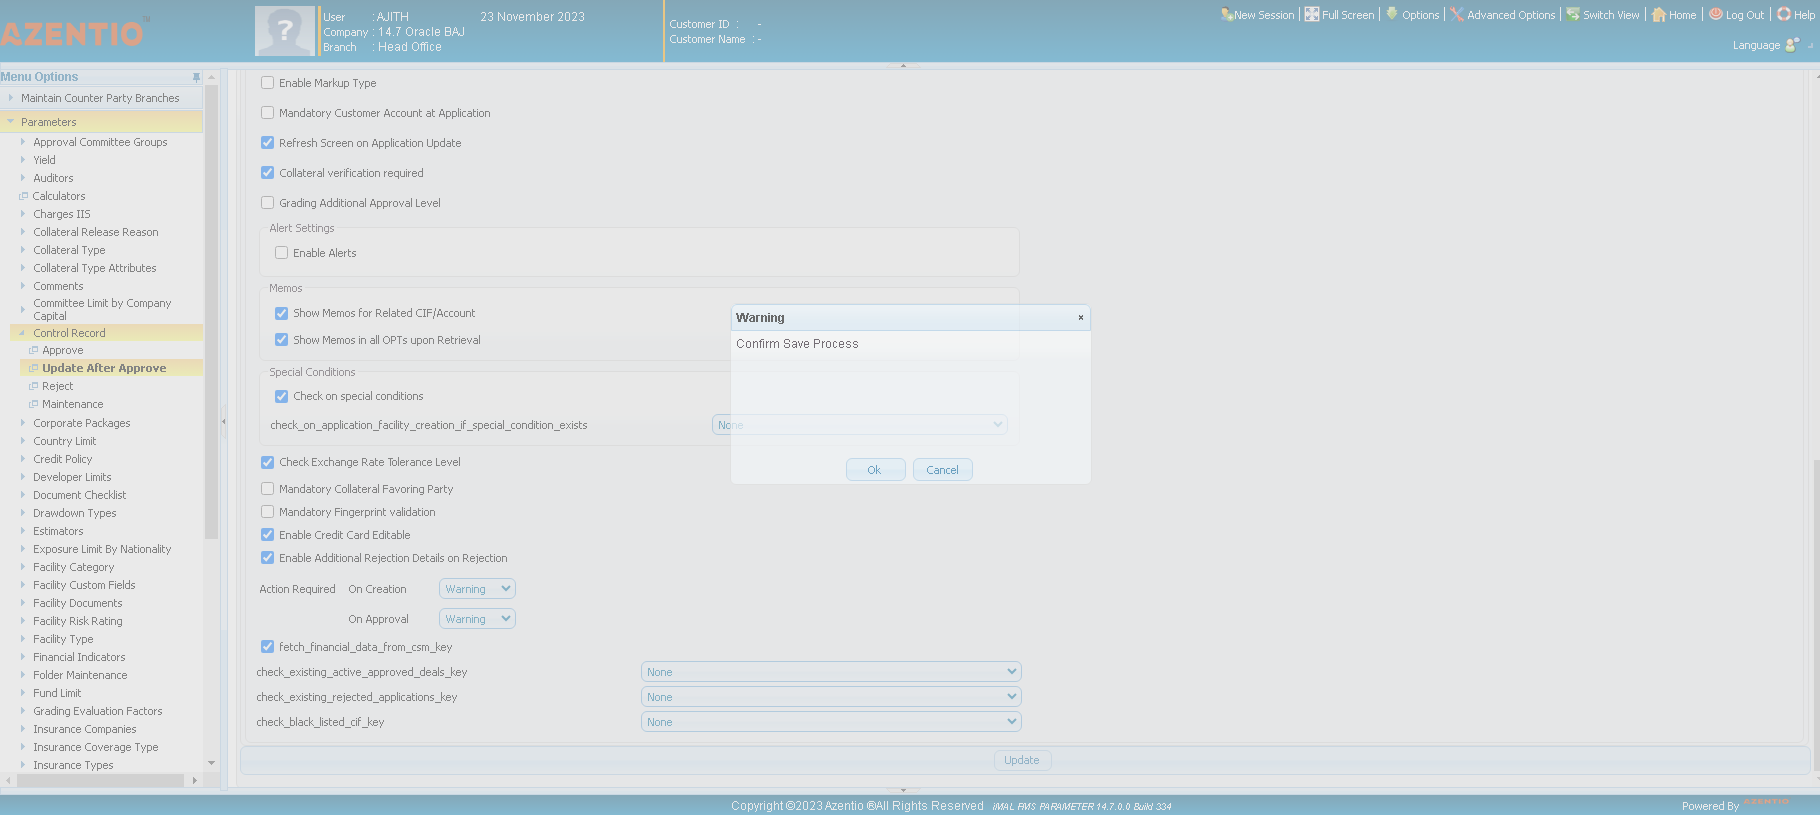 AZENTIO™
User : AJITH 23 November 2023
Company : 14.7 Oracle BAJ
Branch : Head Office
Customer ID : -
Customer Name : -
New Session Full Screen Options Advanced Options Switch View Home Log Out Help
Language
Menu Options
Maintain Counter Party Branches
Parameters
Approval Committee Groups
Yield
Auditors
Calculators
Charges IIS
Collateral Release Reason
Collateral Type
Collateral Type Attributes
Comments
Committee Limit by Company
Capital
Control Record
Approve
Update After Approve
Reject
Maintenance
Corporate Packages
Country Limit
Credit Policy
Developer Limits
Document Checklist
Drawdown Types
Estimators
Exposure Limit By Nationality
Facility Category
Facility Custom Fields
Facility Documents
Facility Risk Rating
Facility Type
Financial Indicators
Folder Maintenance
Fund Limit
Grading Evaluation Factors
Insurance Companies
Insurance Coverage Type
Insurance Types
Enable Markup Type
Mandatory Customer Account at Application
Refresh Screen on Application Update
Collateral verification required
Grading Additional Approval Level
Alert Settings
Enable Alerts
Memos
Show Memos for Related CIF/Account
Show Memos in all OPTs upon Retrieval
Special Conditions
Check on special conditions
check_on_application_facility_creation_if_special_condition_exists None
Check Exchange Rate Tolerance Level
Mandatory Collateral Favoring Party
Mandatory Fingerprint validation
Enable Credit Card Editable
Enable Additional Rejection Details on Rejection
Action Required On Creation Warning
On Approval Warning
fetch_financial_data_from_csm_key
check_existing_active_approved_deals_key None
check_existing_rejected_applications_key None
check_black_listed_cif_key None
Update
Warning ×
Confirm Save Process
Ok Cancel
Copyright ©2023 Azentio ®All Rights Reserved iMAL RMS PARAMETER 14.7.0.0 Build 334
Powered By AZENTIO